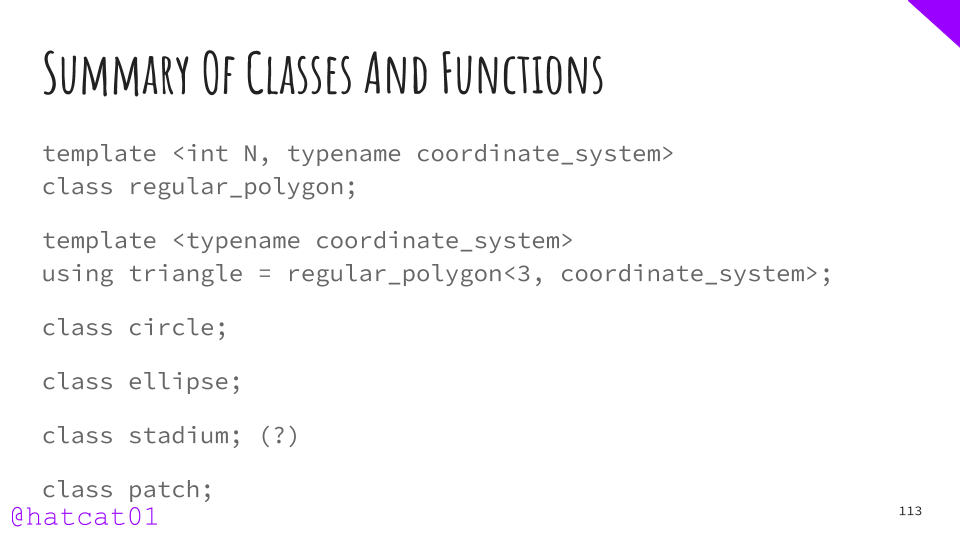 Summary Of Classes And Functions
template <int N, typename coordinate_system>
class regular_polygon;
template <typename coordinate_system>
using triangle = regular_polygon<3, coordinate_system>;
class circle;
class ellipse;
class stadium; (?)
class patch;
@hatcat01
113